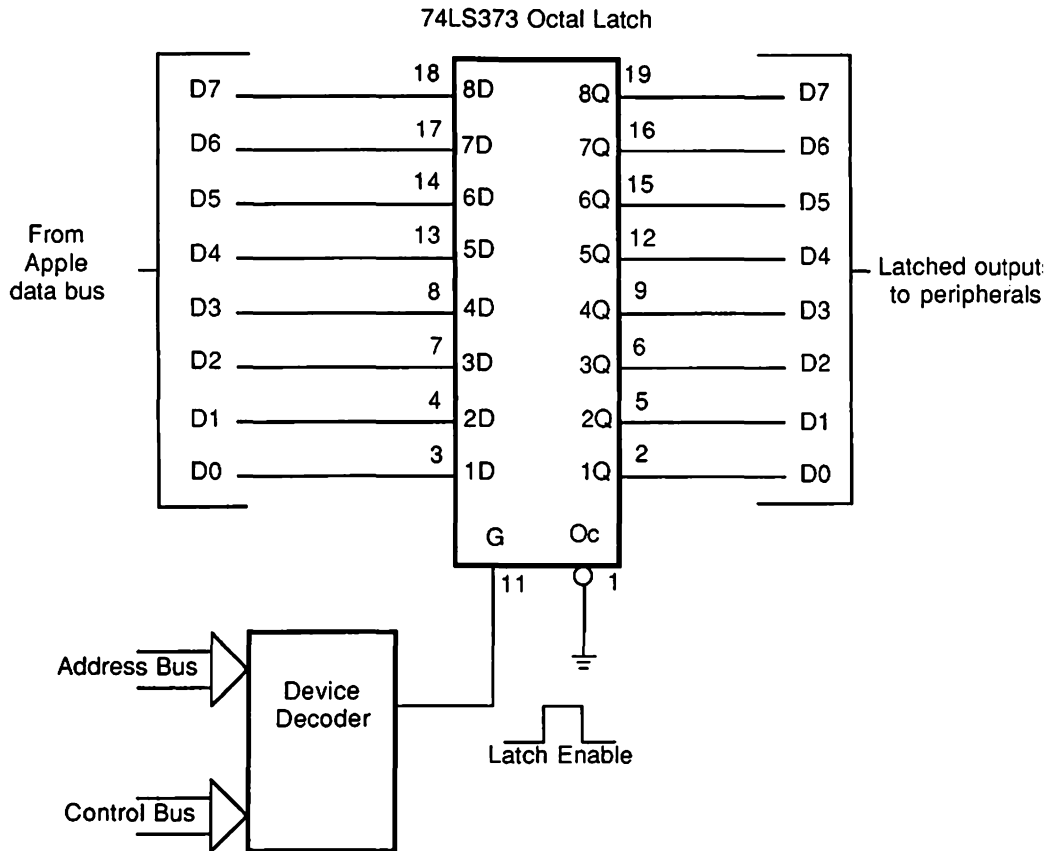 74LS373 Octal Latch
D7 18 8D 8Q 19 D7
D6 17 7D 7Q 16 D6
D5 14 6D 6Q 15 D5
D4 13 5D 5Q 12 D4
D3 8 4D 4Q 9 D3
D2 7 3D 3Q 6 D2
D1 4 2D 2Q 5 D1
D0 3 1D 1Q 2 D0
From
Apple
data bus
Latched output
to peripherals
G Oc
11 1
Address Bus
Device
Decoder
Latch Enable
Control Bus